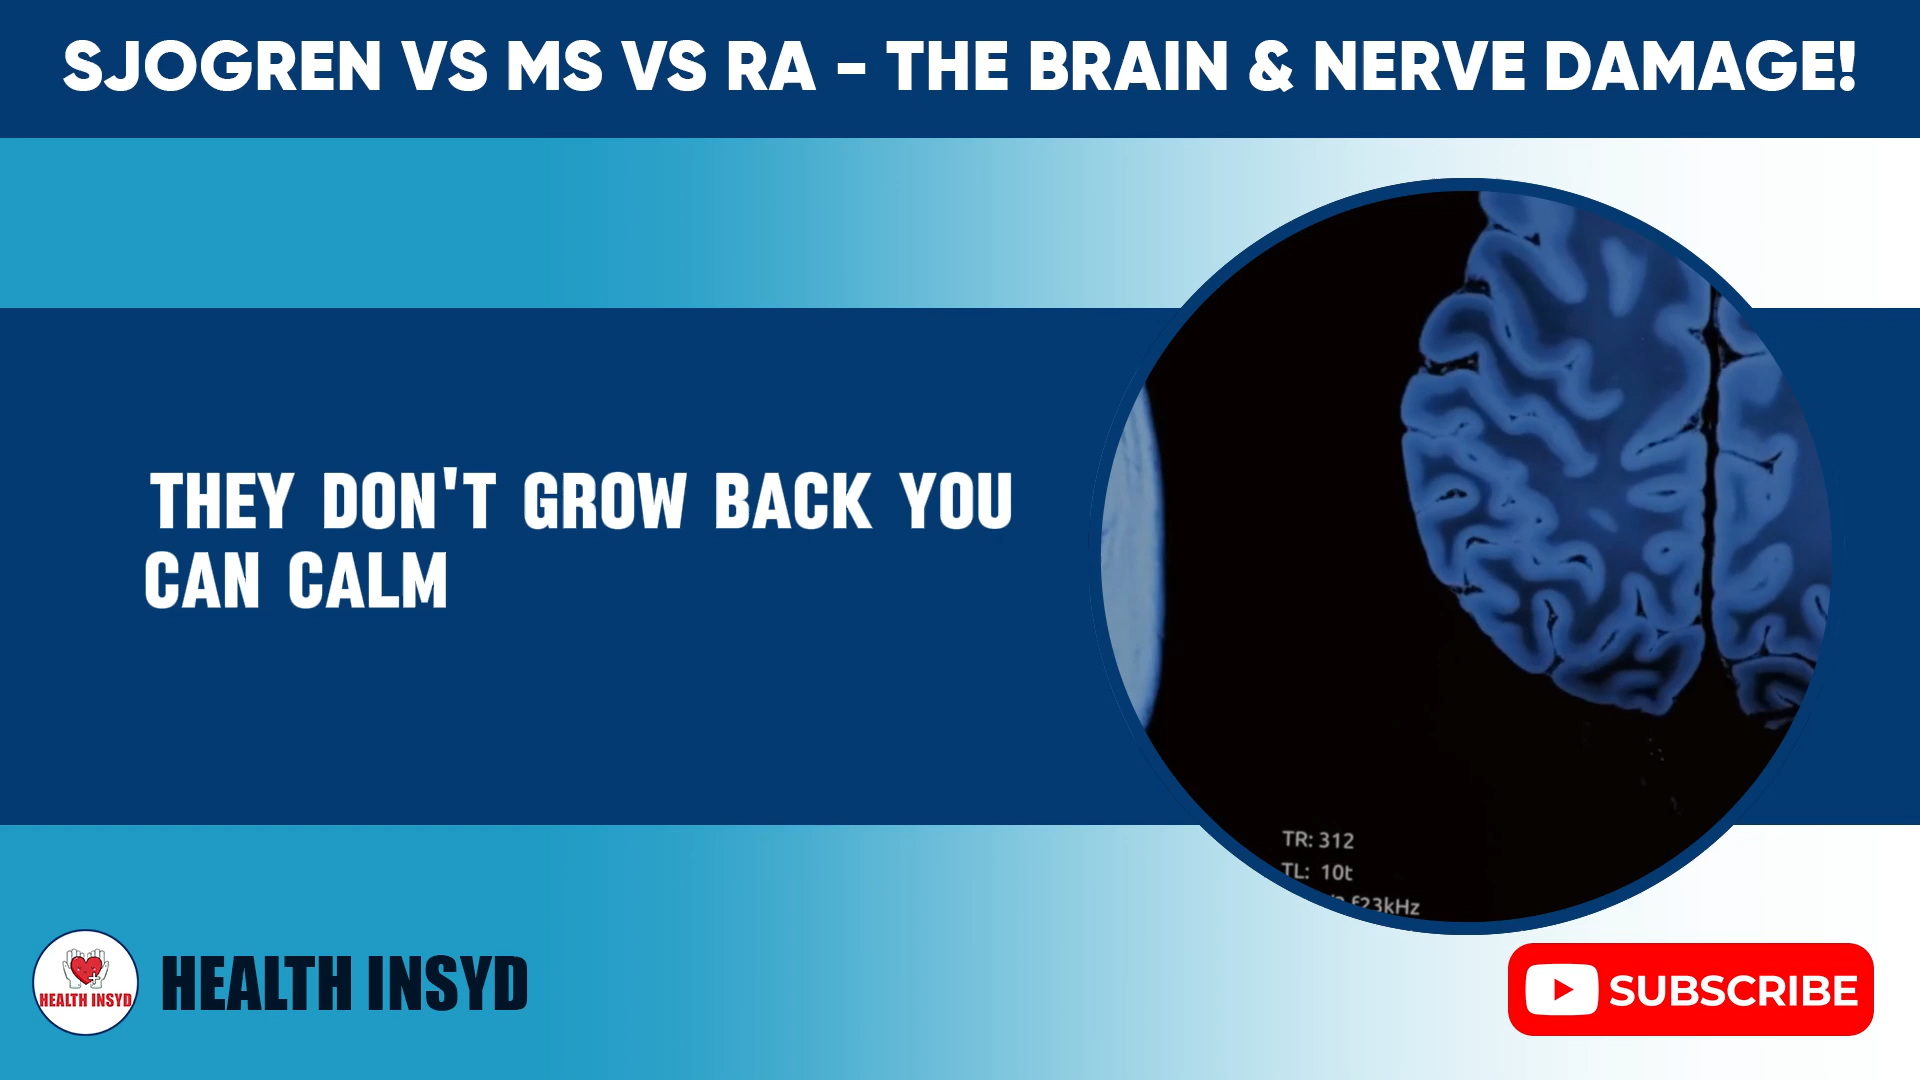 SJOGREN VS MS VS RA - THE BRAIN & NERVE DAMAGE!
THEY DON'T GROW BACK YOU
CAN CALM
TR: 312
TL: 10t
f23kHz
HEALTH INSYD
HEALTH INSYD
SUBSCRIBE